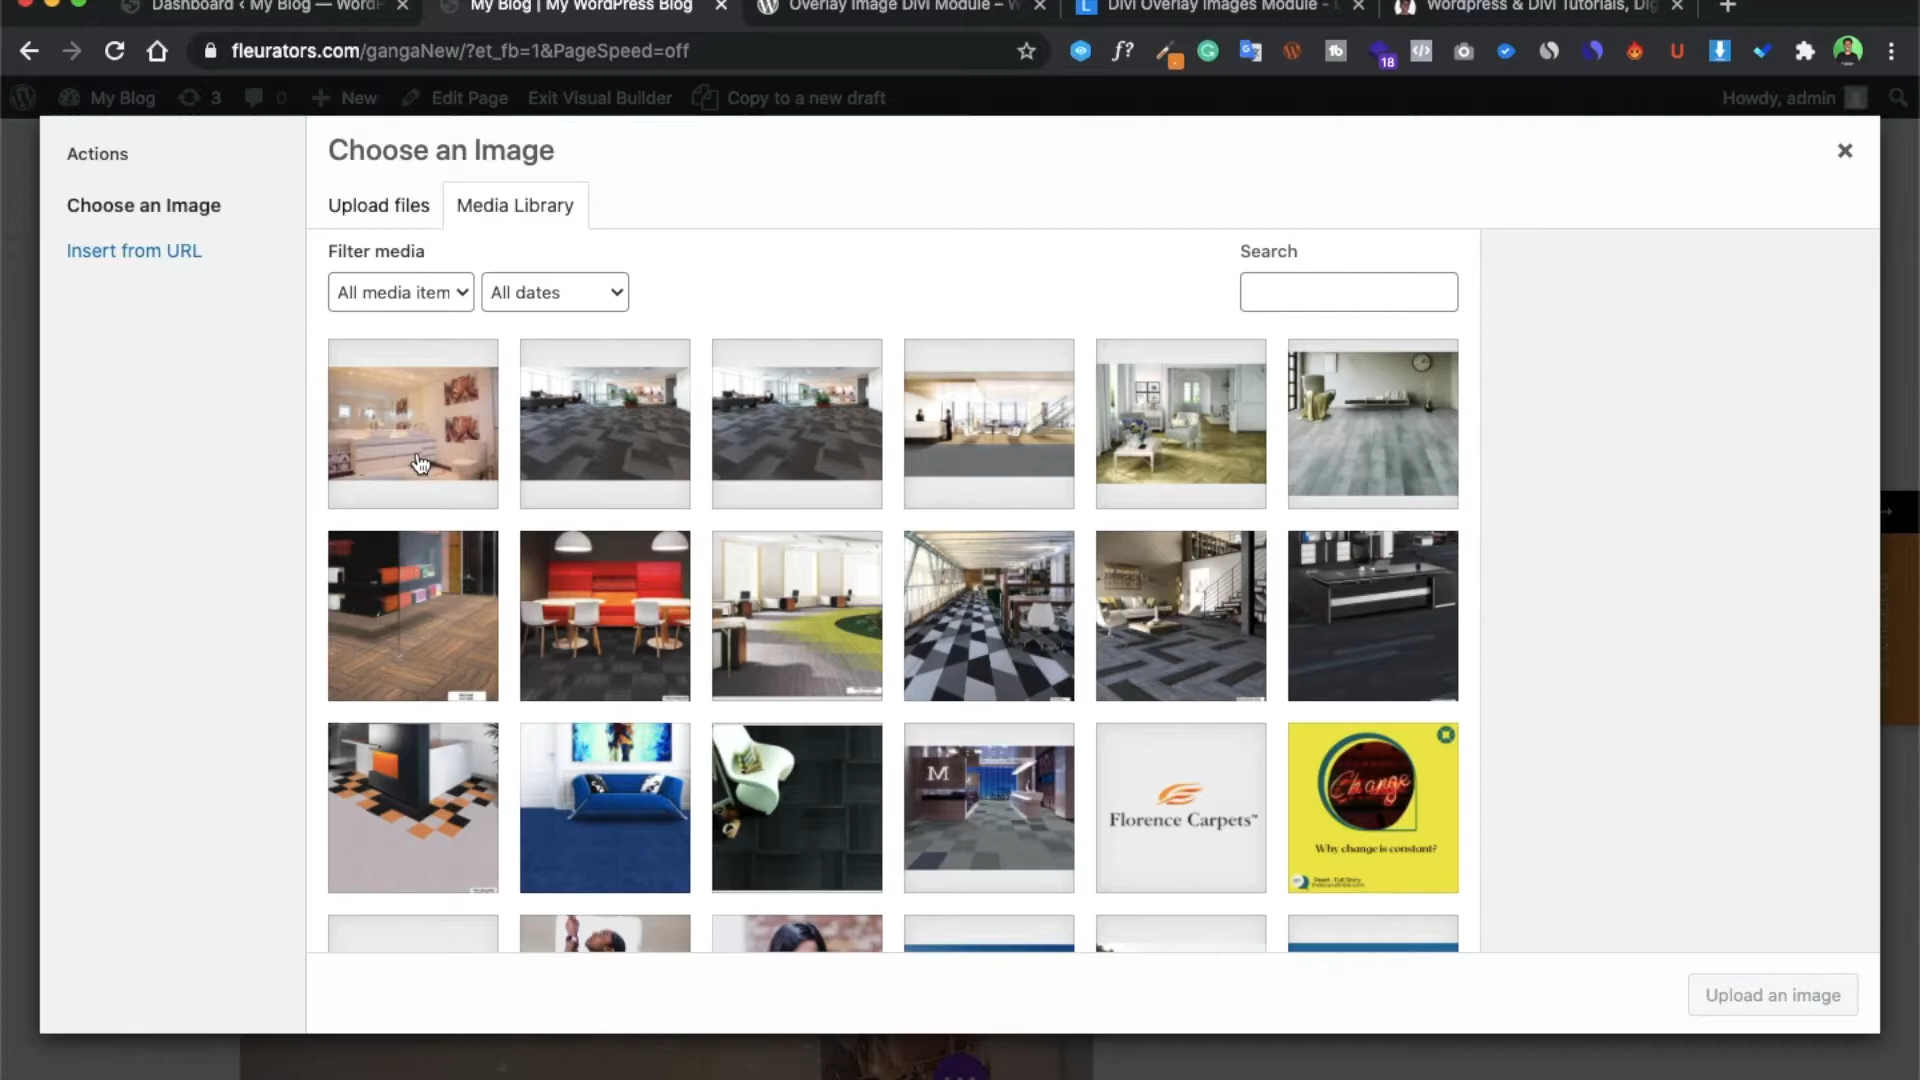 Dashboard ‹ My Blog — WordP
My Blog | My WordPress Blog
Overlay Image Divi Module – W
Divi Overlay Images Module -
Wordpress & Divi Tutorials, Dig
fleurators.com/gangaNew/?et_fb=1&PageSpeed=off
f?
tb
18
U
My Blog
3
0
New
Edit Page
Exit Visual Builder
Copy to a new draft
Howdy, admin
Actions
Choose an Image
Insert from URL
Choose an Image
Upload files
Media Library
Filter media
Search
All media item
All dates
M
Florence Carpets™
Change
Why change is constant?
Upload an image